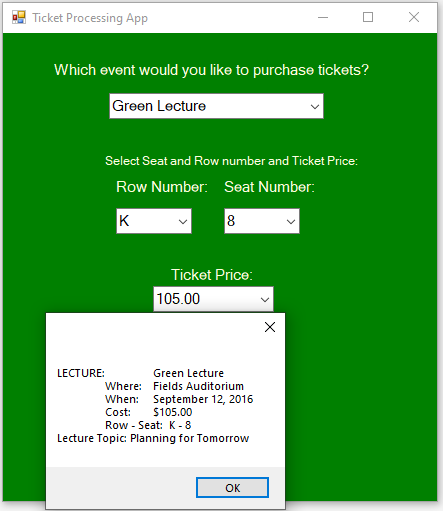 Ticket Processing App
Which event would you like to purchase tickets?
Green Lecture
Select Seat and Row number and Ticket Price:
Row Number: Seat Number:
K 8
Ticket Price:
105.00
LECTURE: Green Lecture
Where: Fields Auditorium
When: September 12, 2016
Cost: $105.00
Row - Seat: K - 8
Lecture Topic: Planning for Tomorrow
OK